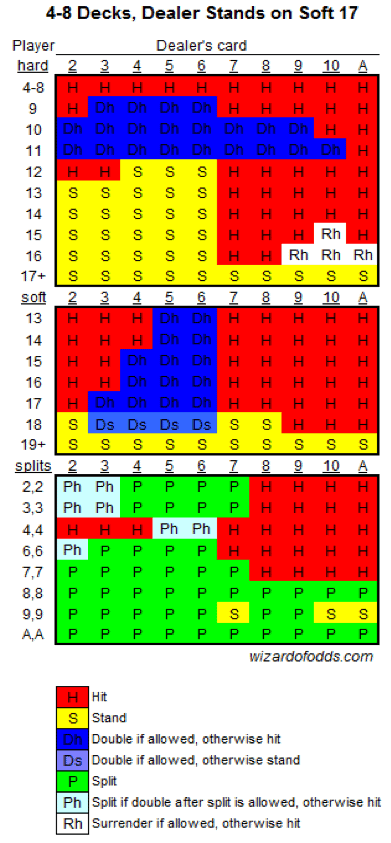 4-8 Decks, Dealer Stands on Soft 17
Player Dealer's card
hard 2 3 4 5 6 7 8 9 10 A
4-8 H H H H H H H H H H
9 H Dh Dh Dh Dh H H H H H
10 Dh Dh Dh Dh Dh Dh Dh Dh H H
11 Dh Dh Dh Dh Dh Dh Dh Dh Dh H
12 H H S S S H H H H H
13 S S S S S H H H H H
14 S S S S S H H H H H
15 S S S S S H H H Rh H
16 S S S S S H H Rh Rh Rh
17+ S S S S S S S S S S
soft 2 3 4 5 6 7 8 9 10 A
13 H H H Dh Dh H H H H H
14 H H H Dh Dh H H H H H
15 H H Dh Dh Dh H H H H H
16 H H Dh Dh Dh H H H H H
17 H Dh Dh Dh Dh H H H H H
18 S Ds Ds Ds Ds S S H H H
19+ S S S S S S S S S S
splits 2 3 4 5 6 7 8 9 10 A
2,2 Ph Ph P P P P H H H H
3,3 Ph Ph P P P P H H H H
4,4 H H H Ph Ph H H H H H
6,6 Ph P P P P H H H H H
7,7 P P P P P P H H H H
8,8 P P P P P P P P P P
9,9 P P P P P S P P S S
A,A P P P P P P P P P P
wizardofodds.com
H Hit
S Stand
Dh Double if allowed, otherwise hit
Ds Double if allowed, otherwise stand
P Split
Ph Split if double after split is allowed, otherwise hit
Rh Surrender if allowed, otherwise hit